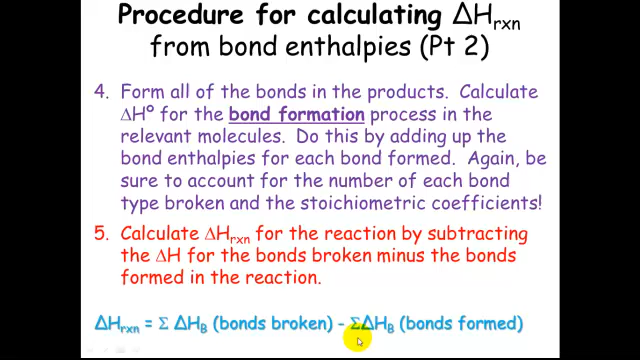 Procedure for calculating ΔHrxn
from bond enthalpies (Pt 2)
4. Form all of the bonds in the products. Calculate
ΔHº for the bond formation process in the
relevant molecules. Do this by adding up the
bond enthalpies for each bond formed. Again, be
sure to account for the number of each bond
type broken and the stoichiometric coefficients!
5. Calculate ΔHrxn for the reaction by subtracting
the ΔH for the bonds broken minus the bonds
formed in the reaction.
ΔHrxn = Σ ΔHB (bonds broken) - ΣΔHB (bonds formed)